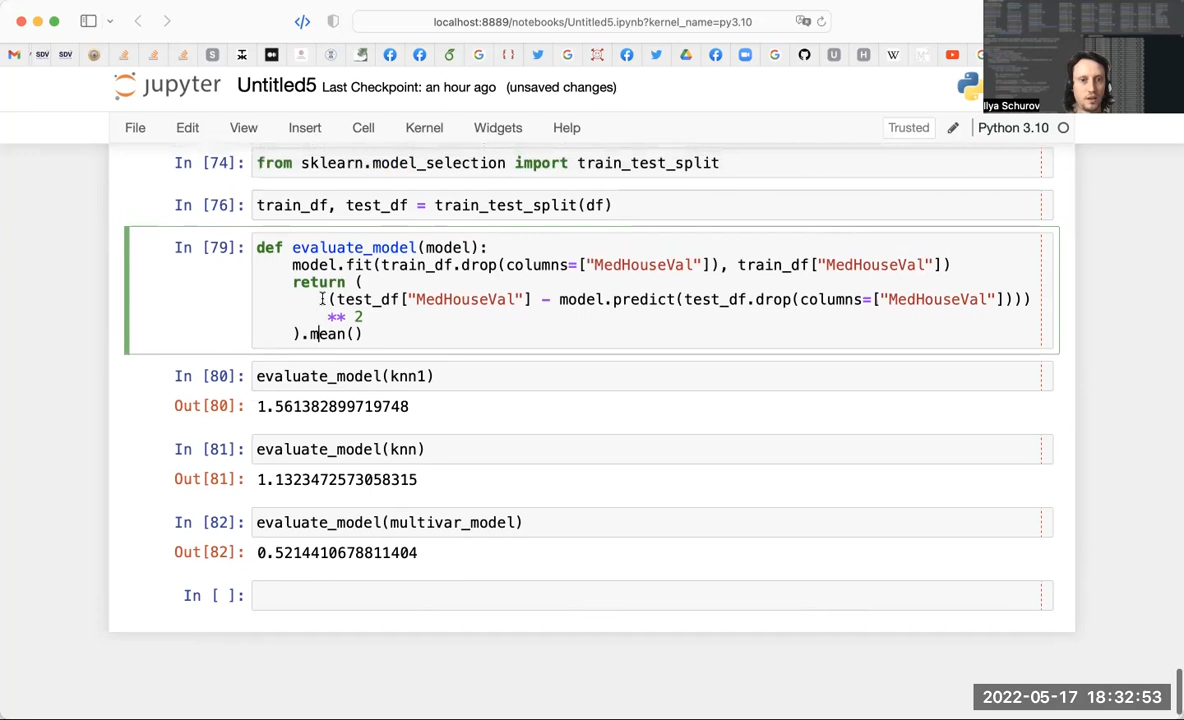 localhost:8889/notebooks/Untitled5.ipynb?kernel_name=py3.10
SDV SDV
jupyter Untitled5 Last Checkpoint: an hour ago (unsaved changes)
Ilya Schurov
File Edit View Insert Cell Kernel Widgets Help Trusted Python 3.10
In [74]: from sklearn.model_selection import train_test_split
In [76]: train_df, test_df = train_test_split(df)
In [79]: def evaluate_model(model):
model.fit(train_df.drop(columns=["MedHouseVal"]), train_df["MedHouseVal"])
return (
(test_df["MedHouseVal"] - model.predict(test_df.drop(columns=["MedHouseVal"])))
** 2
).mean()
In [80]: evaluate_model(knn1)
Out[80]: 1.561382899719748
In [81]: evaluate_model(knn)
Out[81]: 1.1323472573058315
In [82]: evaluate_model(multivar_model)
Out[82]: 0.5214410678811404
In [ ]:
2022-05-17 18:32:53